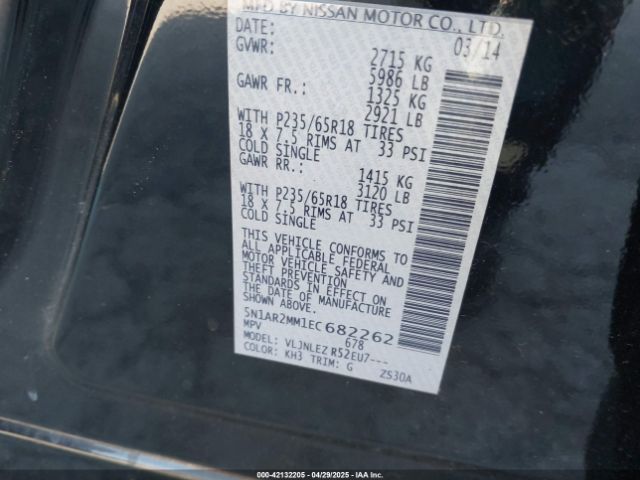 MFD BY NISSAN MOTOR CO., LTD.
DATE: 03/14
GVWR: 2715 KG
5986 LB
GAWR FR.: 1325 KG
2921 LB
WITH P235/65R18 TIRES
18 X 7.5 RIMS AT 33 PSI
COLD SINGLE
GAWR RR.: 1415 KG
3120 LB
WITH P235/65R18 TIRES
18 X 7.5 RIMS AT 33 PSI
COLD SINGLE
THIS VEHICLE CONFORMS TO
ALL APPLICABLE FEDERAL
MOTOR VEHICLE SAFETY AND
THEFT PREVENTION
STANDARDS IN EFFECT ON
THE DATE OF MANUFACTURE
SHOWN ABOVE.
5N1AR2MM1EC682262
MPV 678
MODEL: VLJNLEZ R52EU7---
COLOR: KH3 TRIM: G ZS30A
000-42132205 - 04/29/2025 - iaai.com